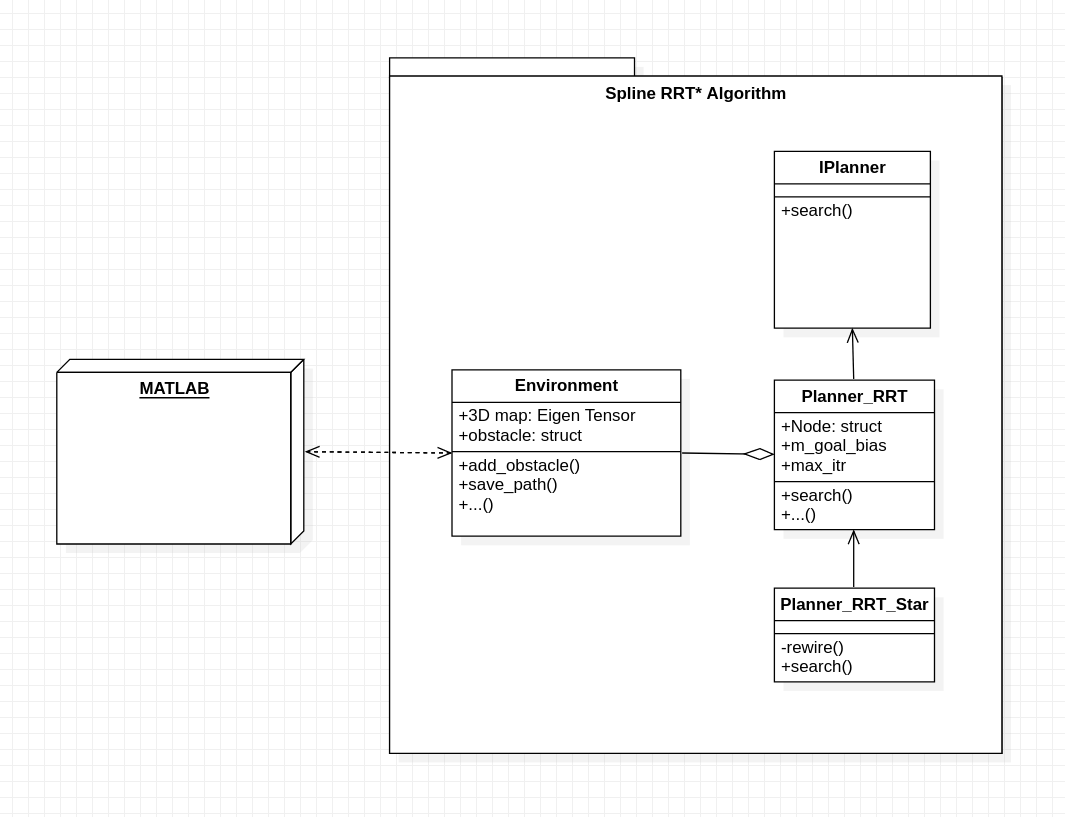 Spline RRT* Algorithm
IPlanner
+search()
MATLAB
Environment
+3D map: Eigen Tensor
+obstacle: struct
+add_obstacle()
+save_path()
+...()
Planner_RRT
+Node: struct
+m_goal_bias
+max_itr
+search()
+...()
Planner_RRT_Star
-rewire()
+search()